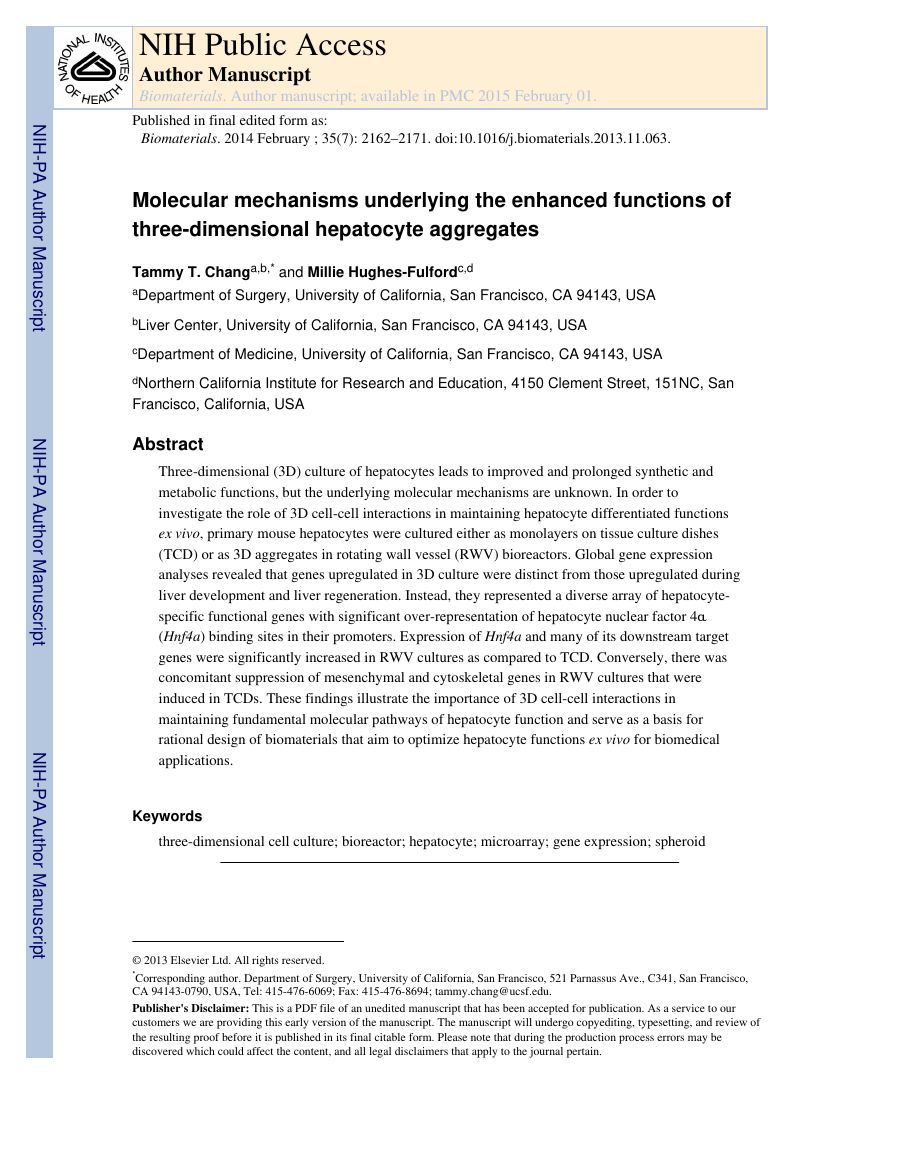 NATIONAL INSTITUTES OF HEALTH
NIH Public Access
Author Manuscript
Biomaterials. Author manuscript; available in PMC 2015 February 01.
NIH-PA Author Manuscript
NIH-PA Author Manuscript
NIH-PA Author Manuscript
Published in final edited form as:
Biomaterials. 2014 February ; 35(7): 2162–2171. doi:10.1016/j.biomaterials.2013.11.063.
Molecular mechanisms underlying the enhanced functions of
three-dimensional hepatocyte aggregates
Tammy T. Changa,b,* and Millie Hughes-Fulfordc,d
aDepartment of Surgery, University of California, San Francisco, CA 94143, USA
bLiver Center, University of California, San Francisco, CA 94143, USA
cDepartment of Medicine, University of California, San Francisco, CA 94143, USA
dNorthern California Institute for Research and Education, 4150 Clement Street, 151NC, San
Francisco, California, USA
Abstract
Three-dimensional (3D) culture of hepatocytes leads to improved and prolonged synthetic and
metabolic functions, but the underlying molecular mechanisms are unknown. In order to
investigate the role of 3D cell-cell interactions in maintaining hepatocyte differentiated functions
ex vivo, primary mouse hepatocytes were cultured either as monolayers on tissue culture dishes
(TCD) or as 3D aggregates in rotating wall vessel (RWV) bioreactors. Global gene expression
analyses revealed that genes upregulated in 3D culture were distinct from those upregulated during
liver development and liver regeneration. Instead, they represented a diverse array of hepatocyte-
specific functional genes with significant over-representation of hepatocyte nuclear factor 4α
(Hnf4a) binding sites in their promoters. Expression of Hnf4a and many of its downstream target
genes were significantly increased in RWV cultures as compared to TCD. Conversely, there was
concomitant suppression of mesenchymal and cytoskeletal genes in RWV cultures that were
induced in TCDs. These findings illustrate the importance of 3D cell-cell interactions in
maintaining fundamental molecular pathways of hepatocyte function and serve as a basis for
rational design of biomaterials that aim to optimize hepatocyte functions ex vivo for biomedical
applications.
Keywords
three-dimensional cell culture; bioreactor; hepatocyte; microarray; gene expression; spheroid
© 2013 Elsevier Ltd. All rights reserved.
*Corresponding author. Department of Surgery, University of California, San Francisco, 521 Parnassus Ave., C341, San Francisco,
CA 94143-0790, USA, Tel: 415-476-6069; Fax: 415-476-8694; tammy.chang@ucsf.edu.
Publisher's Disclaimer: This is a PDF file of an unedited manuscript that has been accepted for publication. As a service to our
customers we are providing this early version of the manuscript. The manuscript will undergo copyediting, typesetting, and review of
the resulting proof before it is published in its final citable form. Please note that during the production process errors may be
discovered which could affect the content, and all legal disclaimers that apply to the journal pertain.